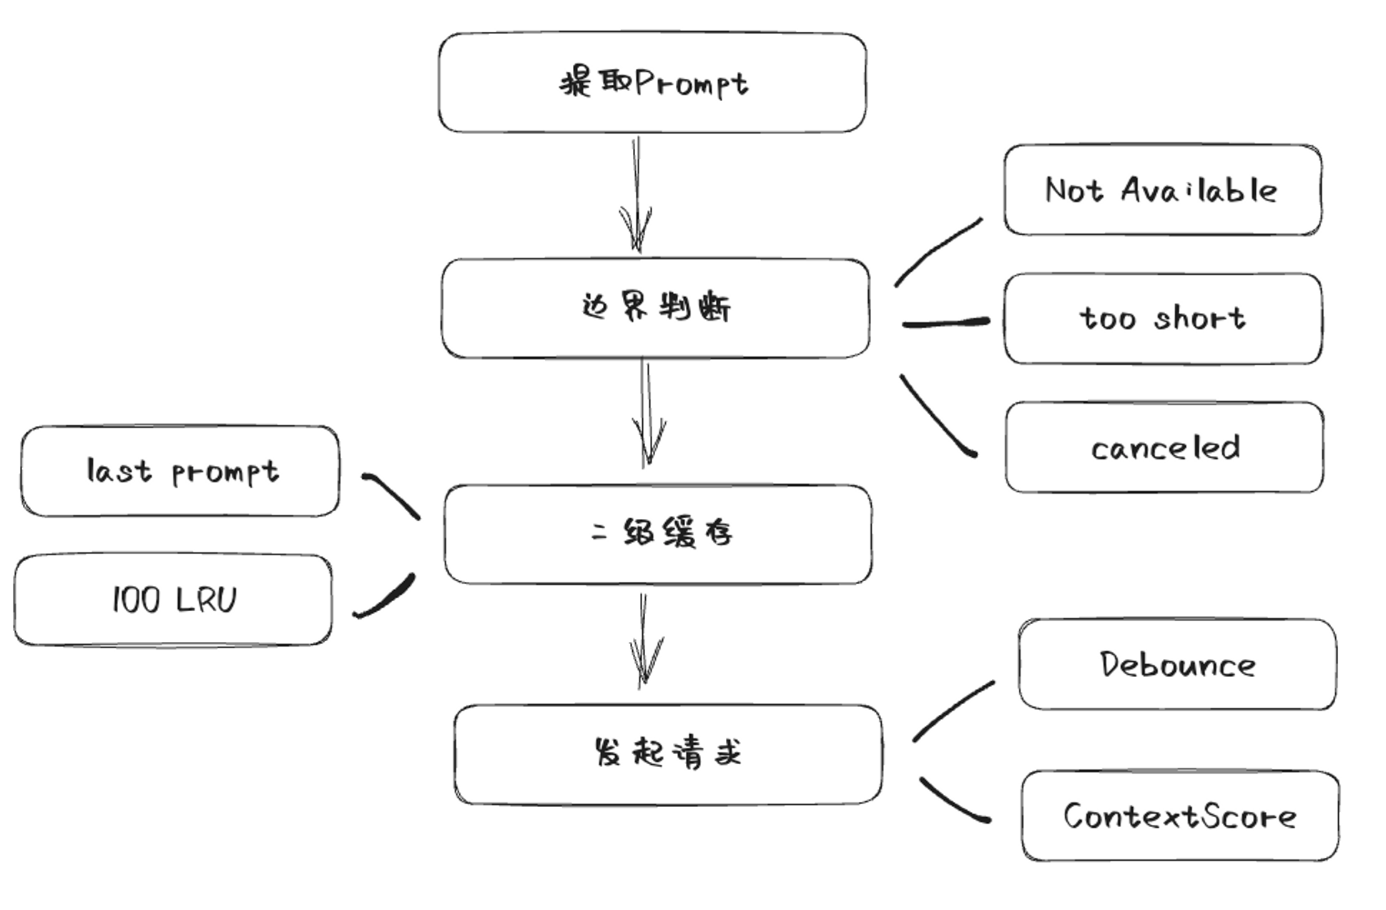 提取Prompt
Not Available
边界判断
too short
canceled
last prompt
二级缓存
100 LRU
Debounce
发起请求
ContextScore